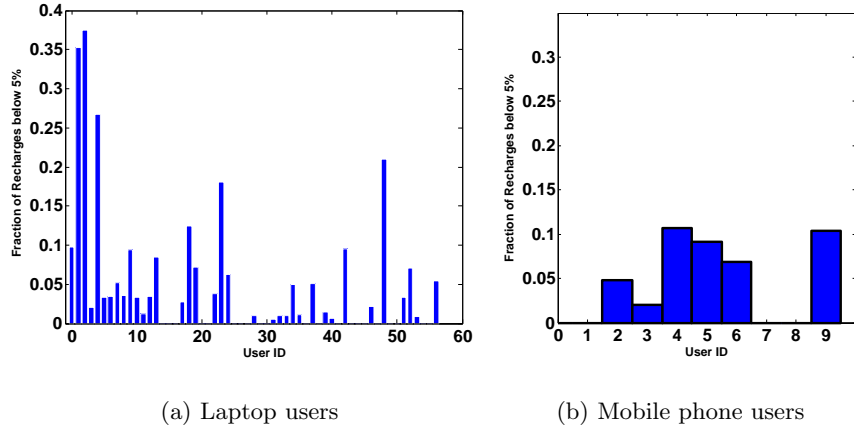 0.4
0.35
0.3
0.25
0.2
0.15
0.1
0.05
0
Fraction of Recharges below 5%
0 10 20 30 40 50 60
User ID
(a) Laptop users
0.3
0.25
0.2
0.15
0.1
0.05
0
Fraction of Recharges below 5%
0 1 2 3 4 5 6 7 8 9
User ID
(b) Mobile phone users